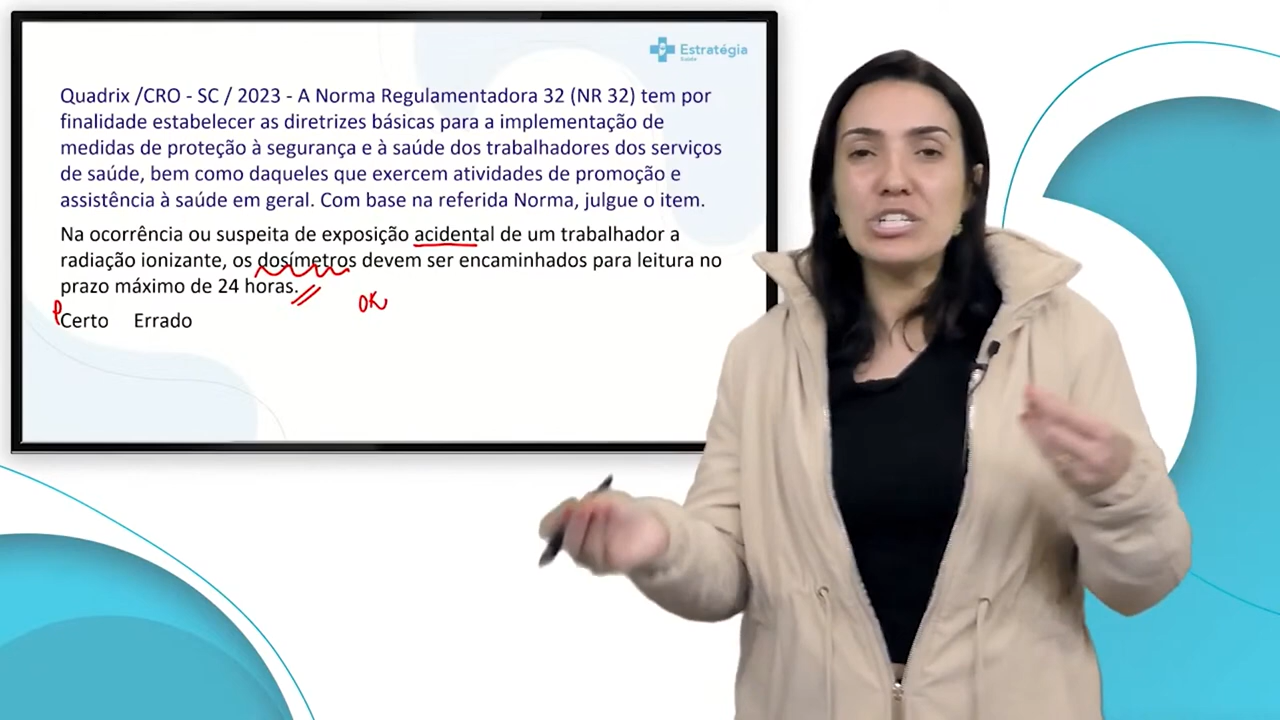 Estratégia
Saúde
Quadrix /CRO - SC / 2023 - A Norma Regulamentadora 32 (NR 32) tem por
finalidade estabelecer as diretrizes básicas para a implementação de
medidas de proteção à segurança e à saúde dos trabalhadores dos serviços
de saúde, bem como daqueles que exercem atividades de promoção e
assistência à saúde em geral. Com base na referida Norma, julgue o item.
Na ocorrência ou suspeita de exposição acidental de um trabalhador a
radiação ionizante, os dosímetros devem ser encaminhados para leitura no
prazo máximo de 24 horas.
OK
Certo Errado